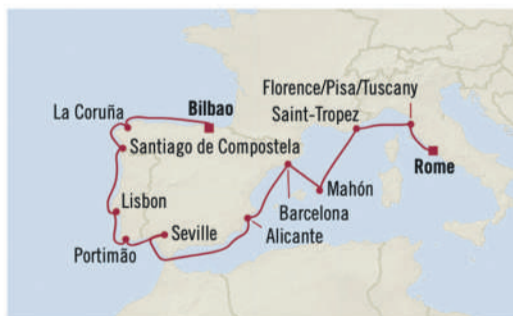 Florence/Pisa/Tuscany
Saint-Tropez
La Coruña
Bilbao
Santiago de Compostela
Rome
Mahón
Lisbon
Barcelona
Seville
Alicante
Portimão